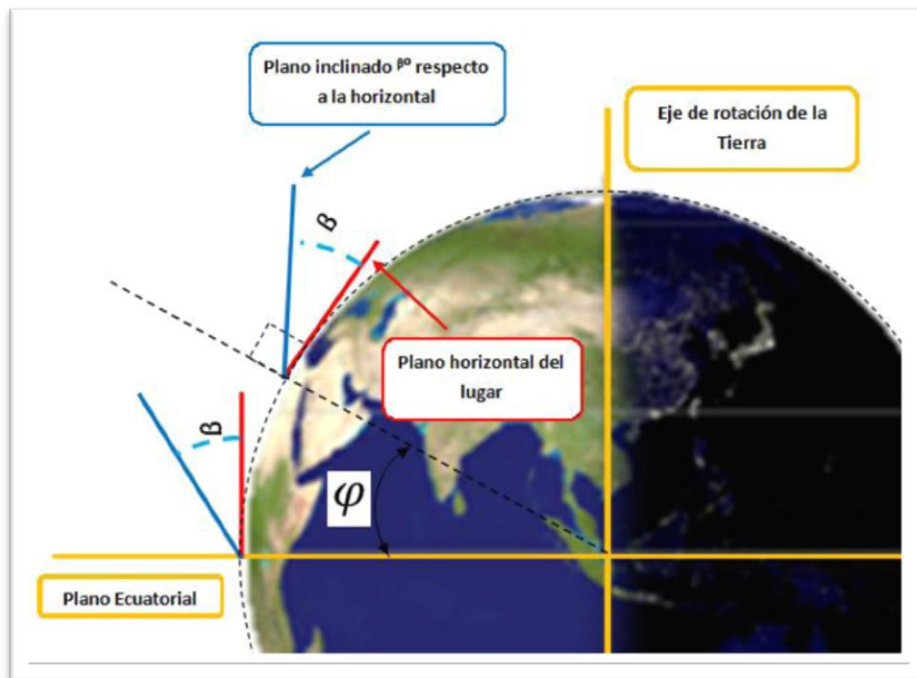 Plano inclinado βº respecto
a la horizontal
Eje de rotación de la
Tierra
β
Plano horizontal del
lugar
β
φ
Plano Ecuatorial